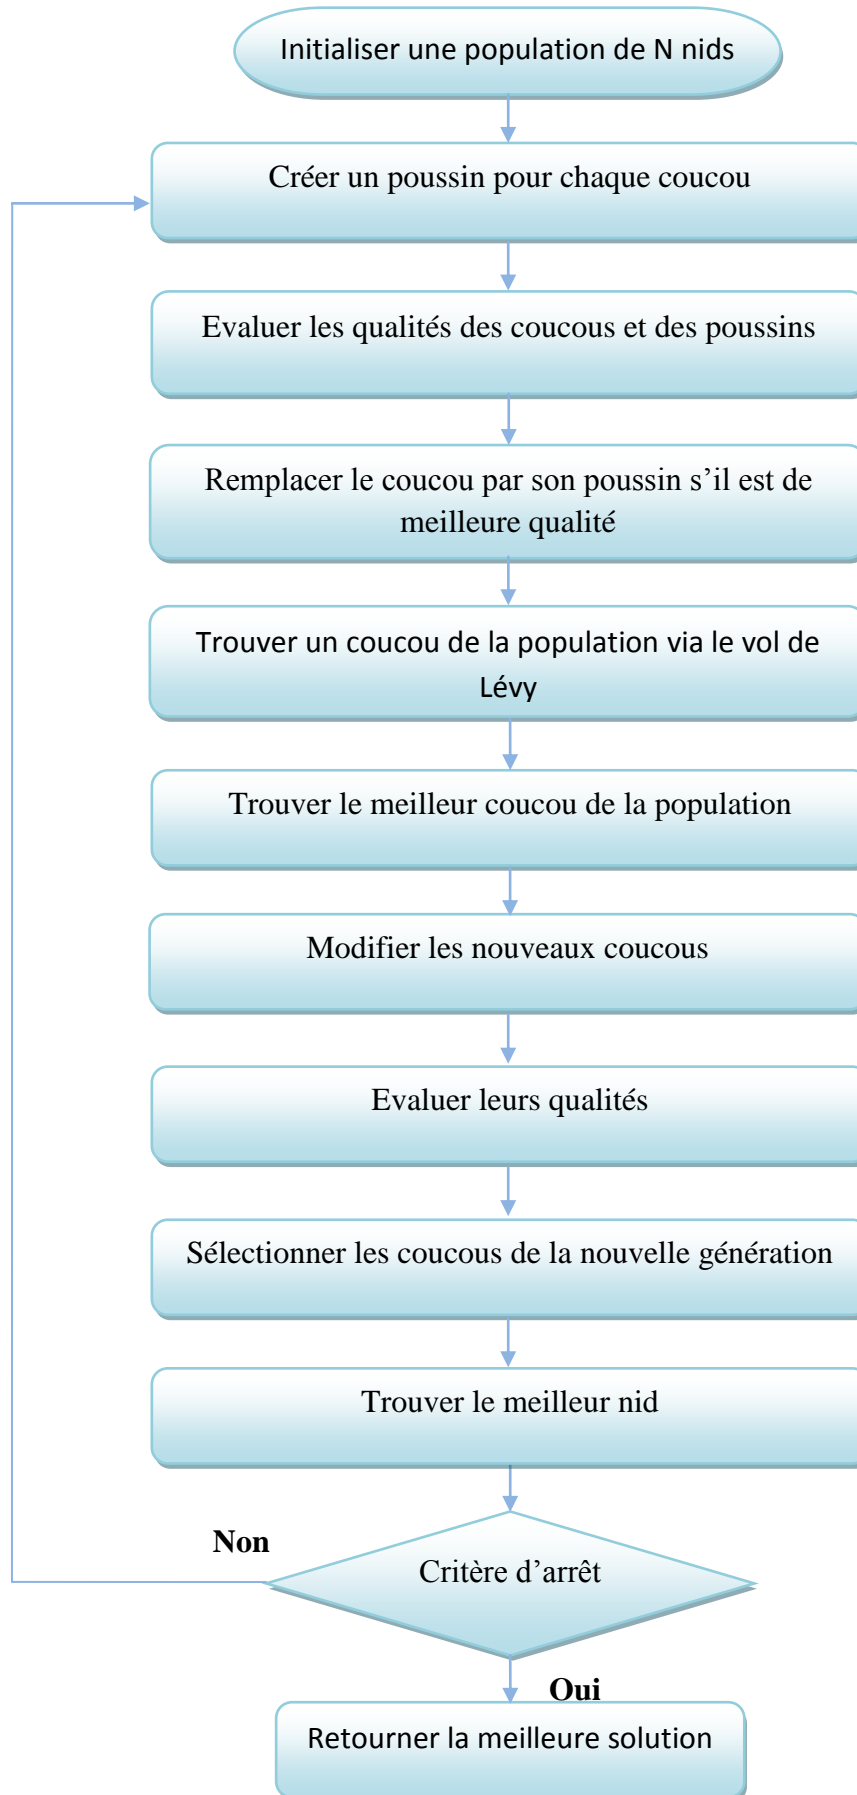 Initialiser une population de N nids
Créer un poussin pour chaque coucou
Evaluer les qualités des coucous et des poussins
Remplacer le coucou par son poussin s’il est de
meilleure qualité
Trouver un coucou de la population via le vol de
Lévy
Trouver le meilleur coucou de la population
Modifier les nouveaux coucous
Evaluer leurs qualités
Sélectionner les coucous de la nouvelle génération
Trouver le meilleur nid
Non
Critère d’arrêt
Oui
Retourner la meilleure solution